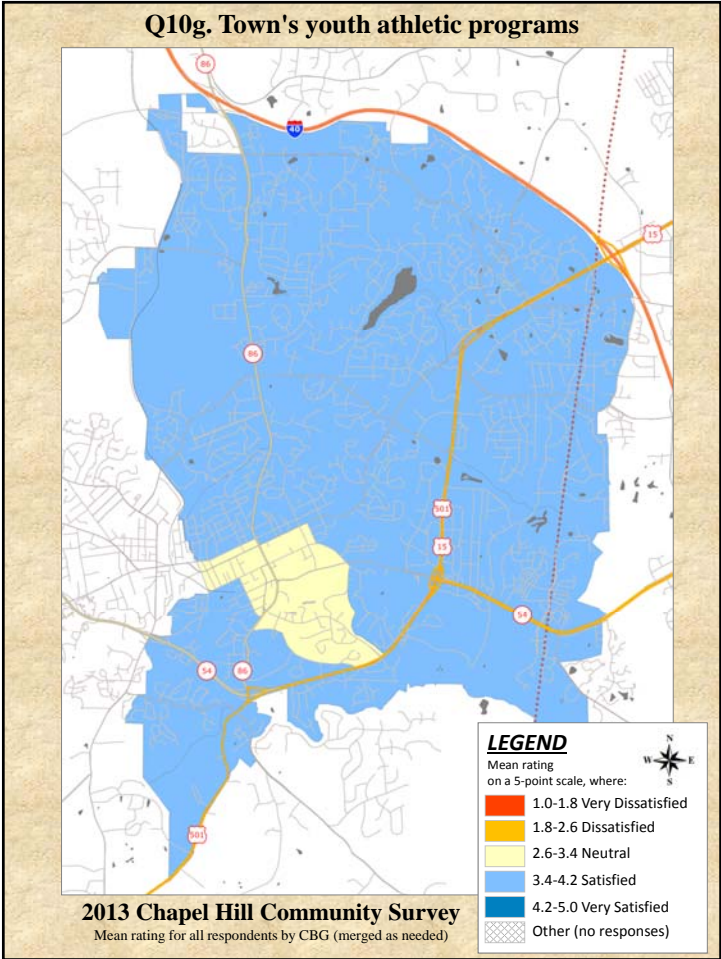 Q10g. Town's youth athletic programs
86
40
15
86
501
15
54
54
86
501
LEGEND
N
W E
S
Mean rating
on a 5-point scale, where:
1.0-1.8 Very Dissatisfied
1.8-2.6 Dissatisfied
2.6-3.4 Neutral
3.4-4.2 Satisfied
4.2-5.0 Very Satisfied
Other (no responses)
2013 Chapel Hill Community Survey
Mean rating for all respondents by CBG (merged as needed)